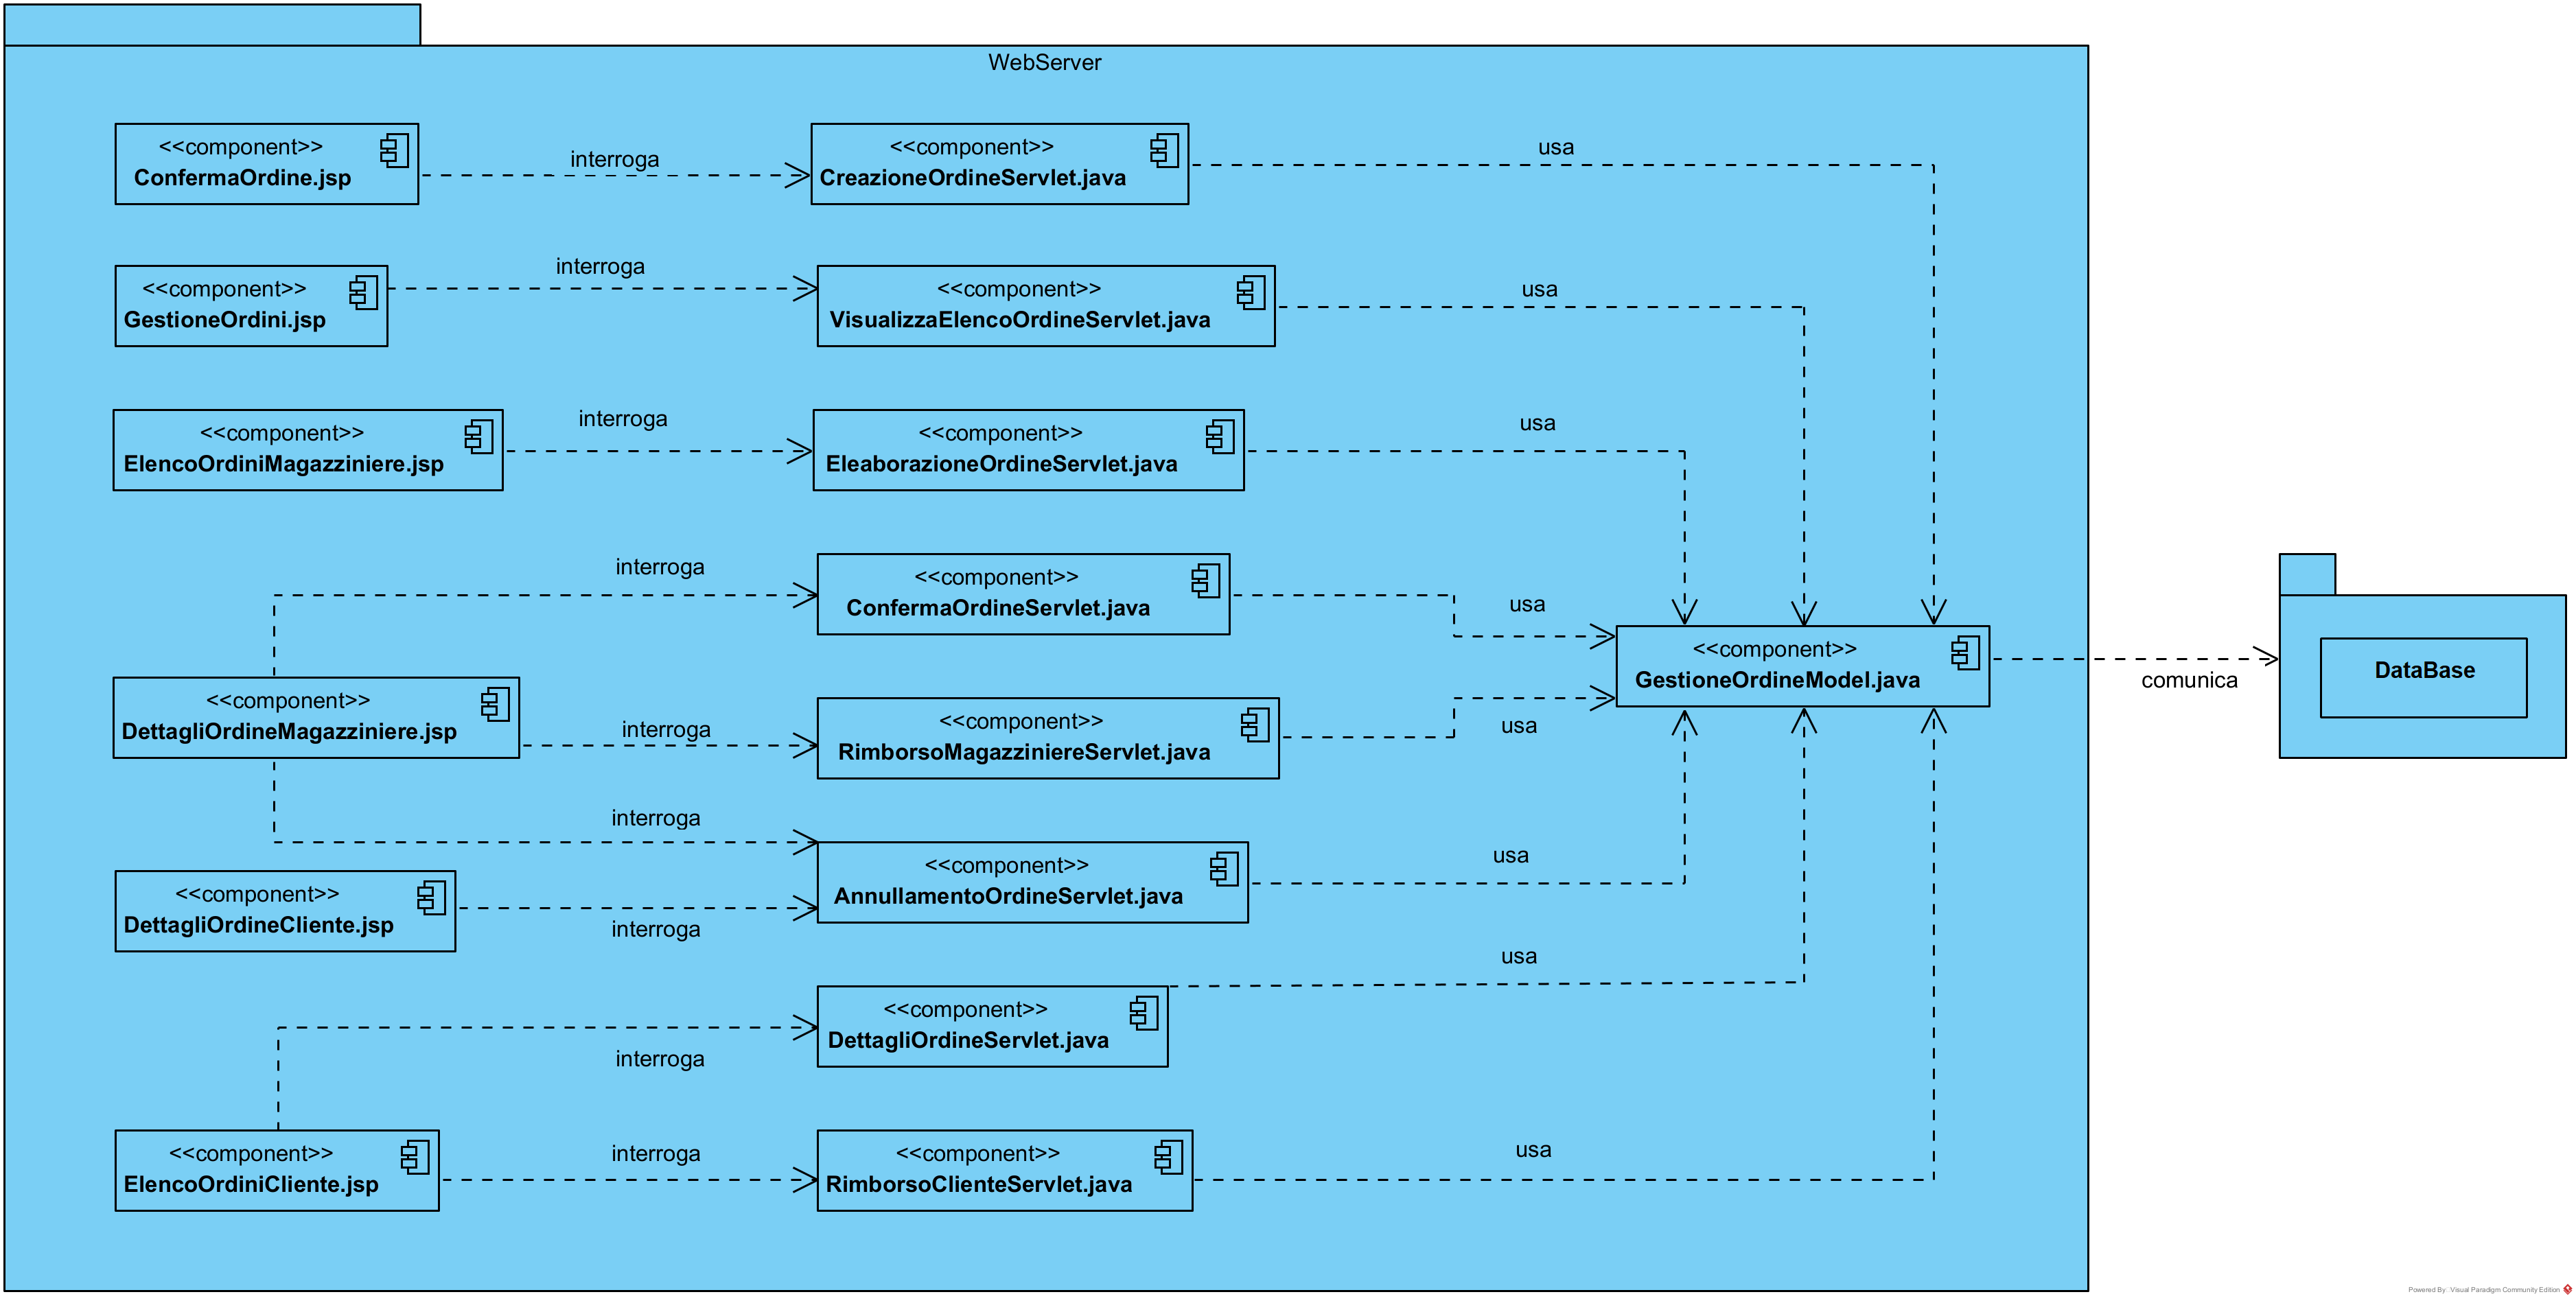 WebServer
<<component>>
ConfermaOrdine.jsp
interroga
<<component>>
CreazioneOrdineServlet.java
usa
<<component>>
GestioneOrdini.jsp
interroga
<<component>>
VisualizzaElencoOrdineServlet.java
usa
<<component>>
ElencoOrdiniMagazziniere.jsp
interroga
<<component>>
EleaborazioneOrdineServlet.java
usa
interroga
<<component>>
ConfermaOrdineServlet.java
usa
<<component>>
GestioneOrdineModel.java
comunica
DataBase
<<component>>
DettagliOrdineMagazziniere.jsp
interroga
<<component>>
RimborsoMagazziniereServlet.java
usa
interroga
<<component>>
AnnullamentoOrdineServlet.java
usa
<<component>>
DettagliOrdineCliente.jsp
interroga
<<component>>
DettagliOrdineServlet.java
usa
interroga
<<component>>
ElencoOrdiniCliente.jsp
interroga
<<component>>
RimborsoClienteServlet.java
usa
Powered By: Visual Paradigm Community Edition